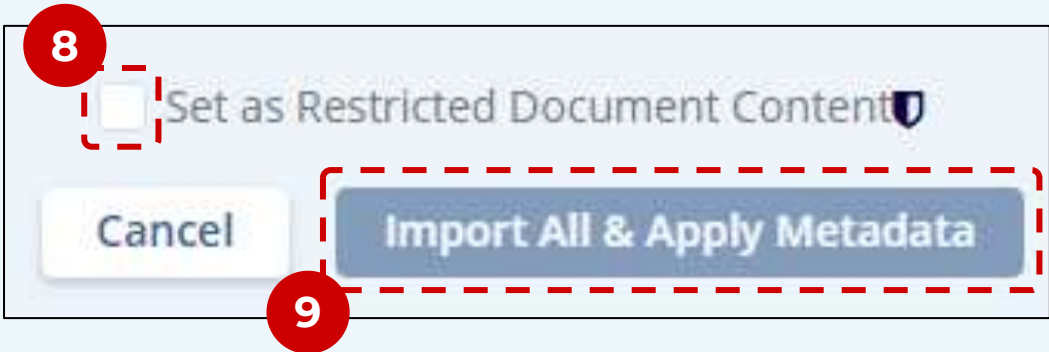 8
Set as Restricted Document Content
Cancel
Import All & Apply Metadata
9